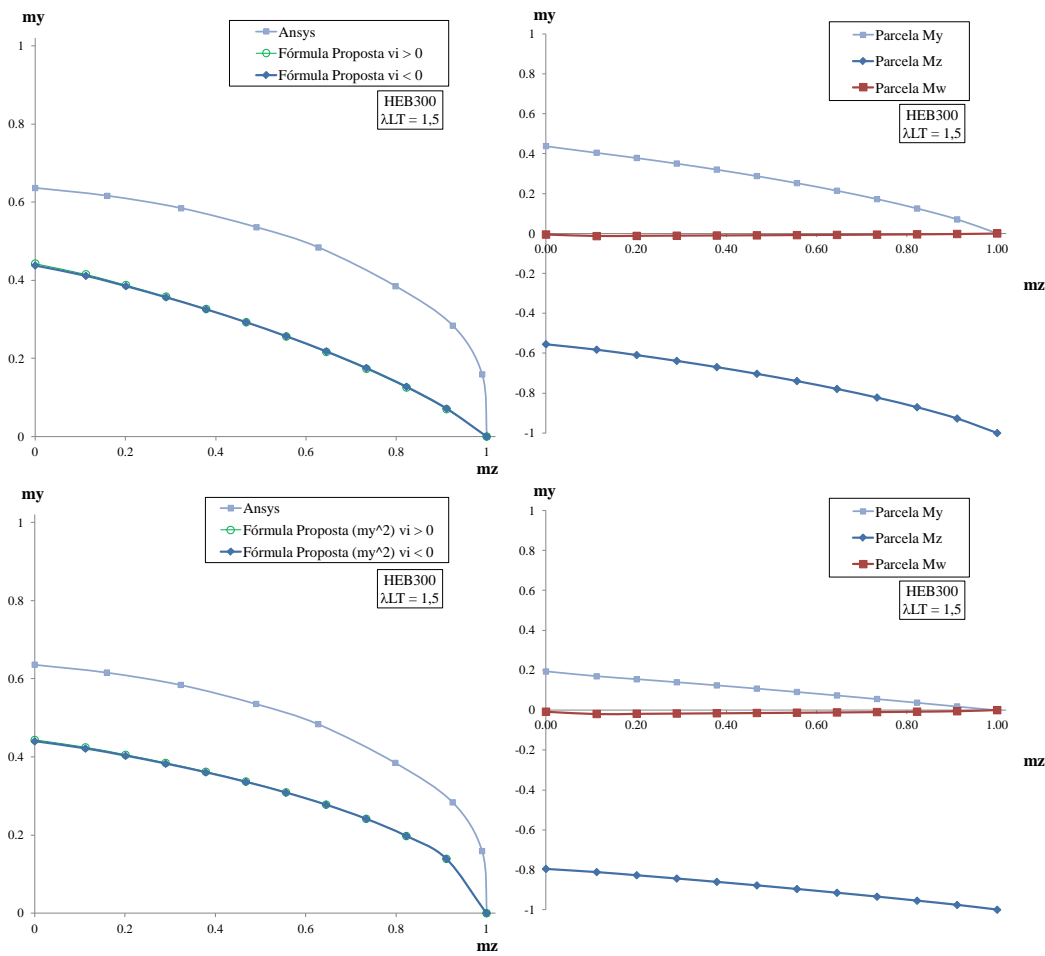 my
Ansys
Fórmula Proposta vi > 0
Fórmula Proposta vi < 0
HEB300
λLT = 1,5
1
0.8
0.6
0.4
0.2
0
0 0.2 0.4 0.6 0.8 1
mz
my
Parcela My
Parcela Mz
Parcela Mw
HEB300
λLT = 1,5
1
0.8
0.6
0.4
0.2
0
-0.2
-0.4
-0.6
-0.8
-1
0.00 0.20 0.40 0.60 0.80 1.00
mz
my
Ansys
Fórmula Proposta (my^2) vi > 0
Fórmula Proposta (my^2) vi < 0
HEB300
λLT = 1,5
1
0.8
0.6
0.4
0.2
0
0 0.2 0.4 0.6 0.8 1
mz
my
Parcela My
Parcela Mz
Parcela Mw
HEB300
λLT = 1,5
1
0.8
0.6
0.4
0.2
0
-0.2
-0.4
-0.6
-0.8
-1
0.00 0.20 0.40 0.60 0.80 1.00
mz